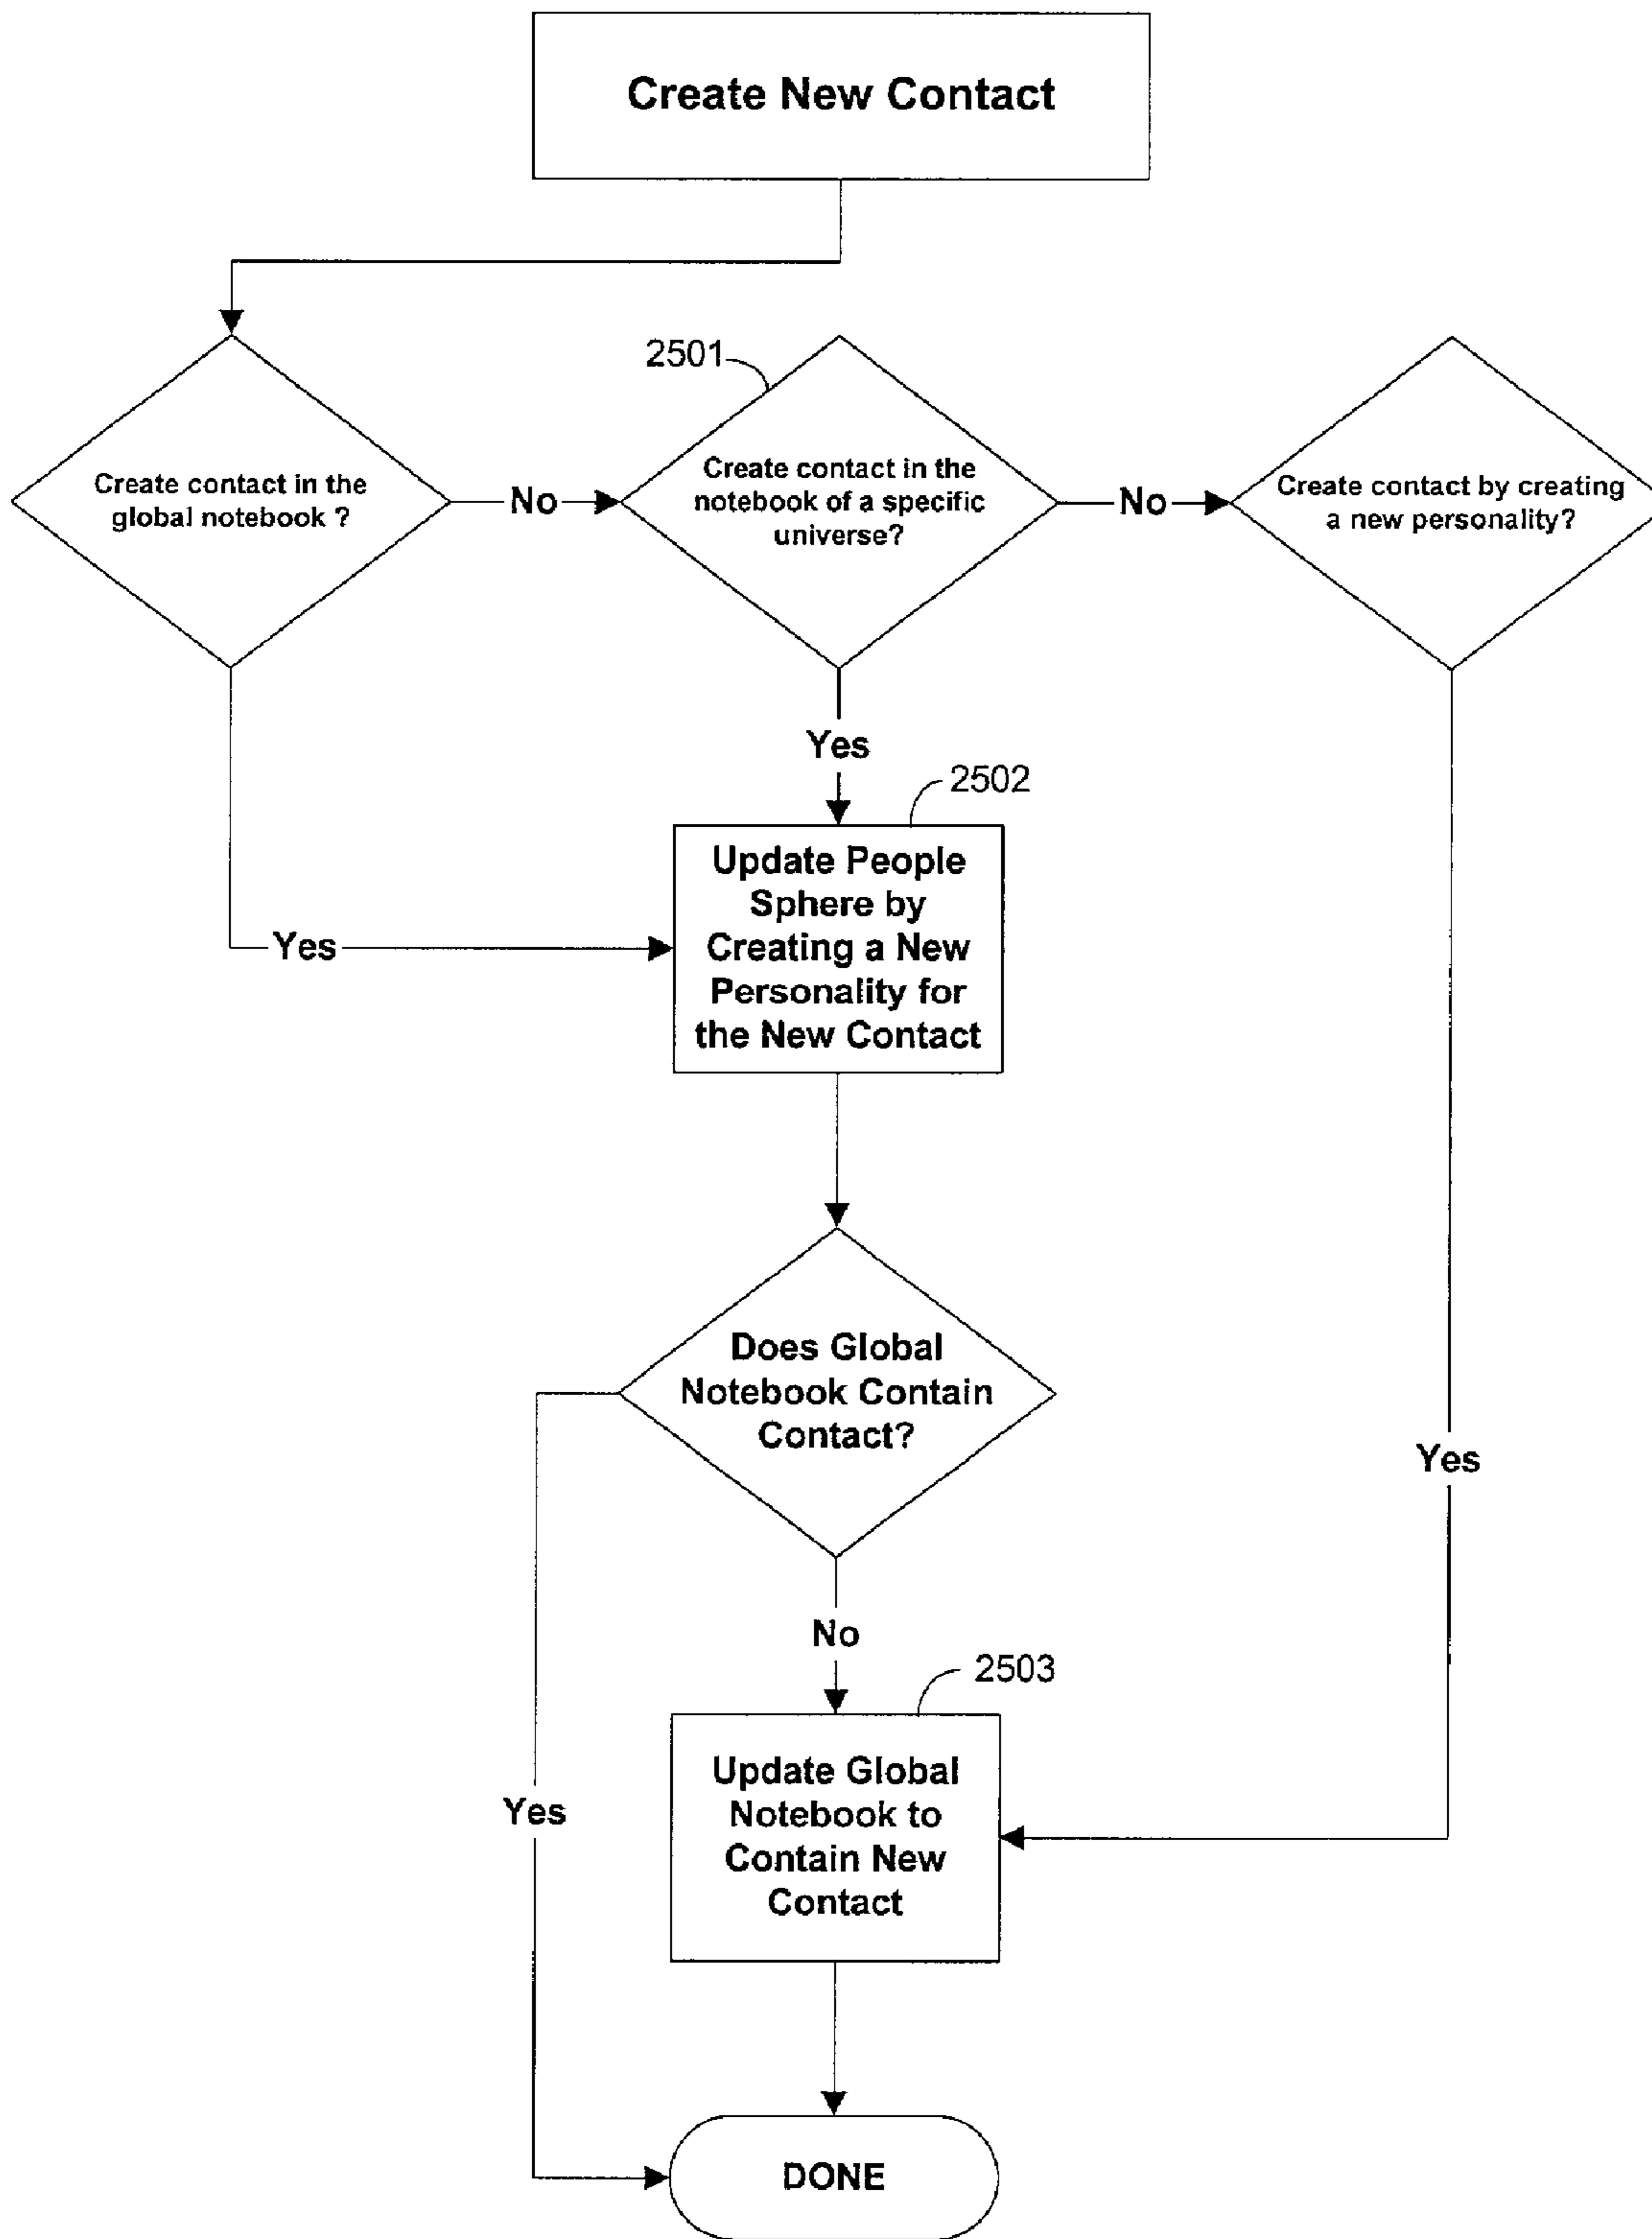 Create New Contact
2501
Create contact in the
global notebook ?
No
Create contact in the
notebook of a specific
universe?
No
Create contact by creating
a new personality?
Yes
2502
Update People
Sphere by
Creating a New
Personality for
the New Contact
Yes
Does Global
Notebook Contain
Contact?
Yes
No
2503
Update Global
Notebook to
Contain New
Contact
Yes
DONE